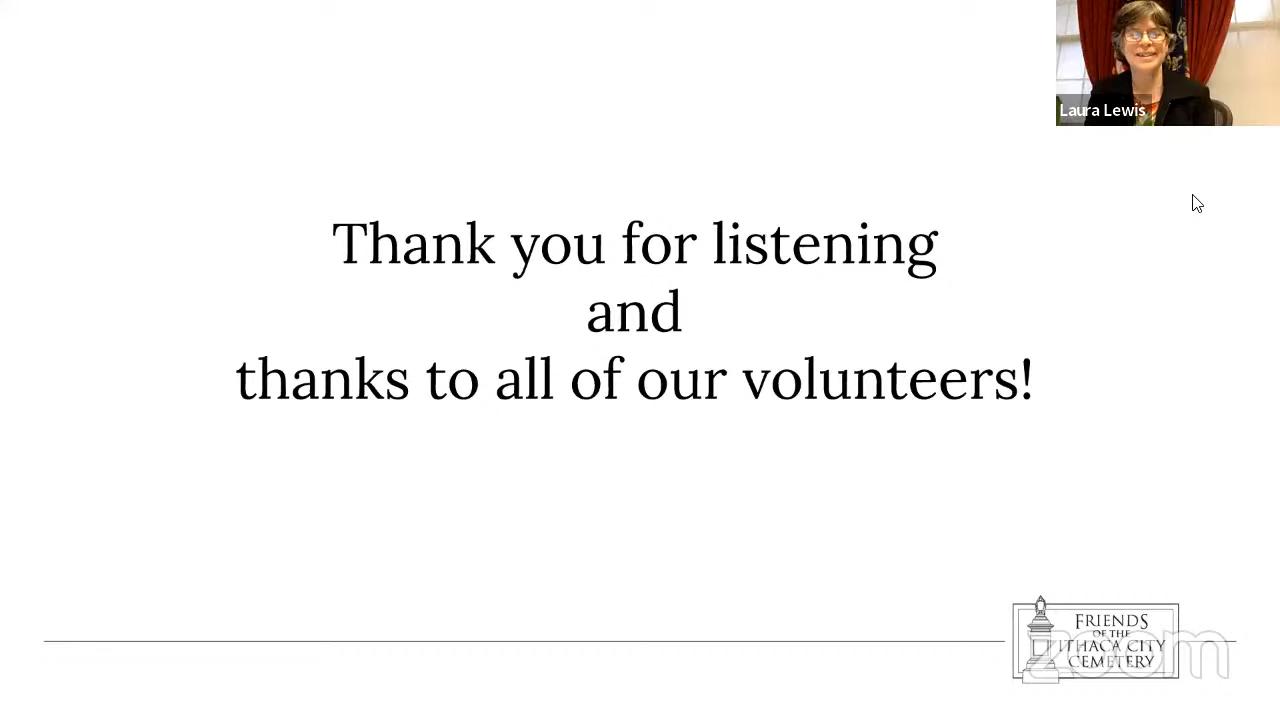 Laura Lewis
Thank you for listening
and
thanks to all of our volunteers!
FRIENDS
OF THE
ITHACA CITY
CEMETERY
zoom